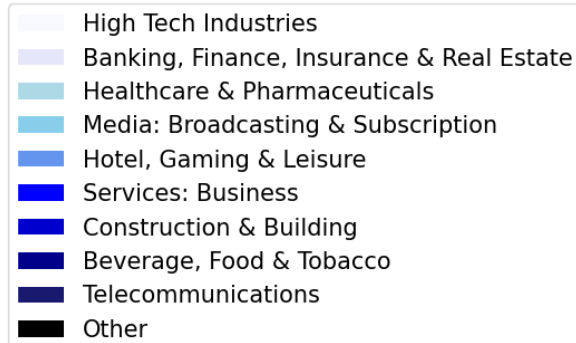 High Tech Industries
Banking, Finance, Insurance & Real Estate
Healthcare & Pharmaceuticals
Media: Broadcasting & Subscription
Hotel, Gaming & Leisure
Services: Business
Construction & Building
Beverage, Food & Tobacco
Telecommunications
Other